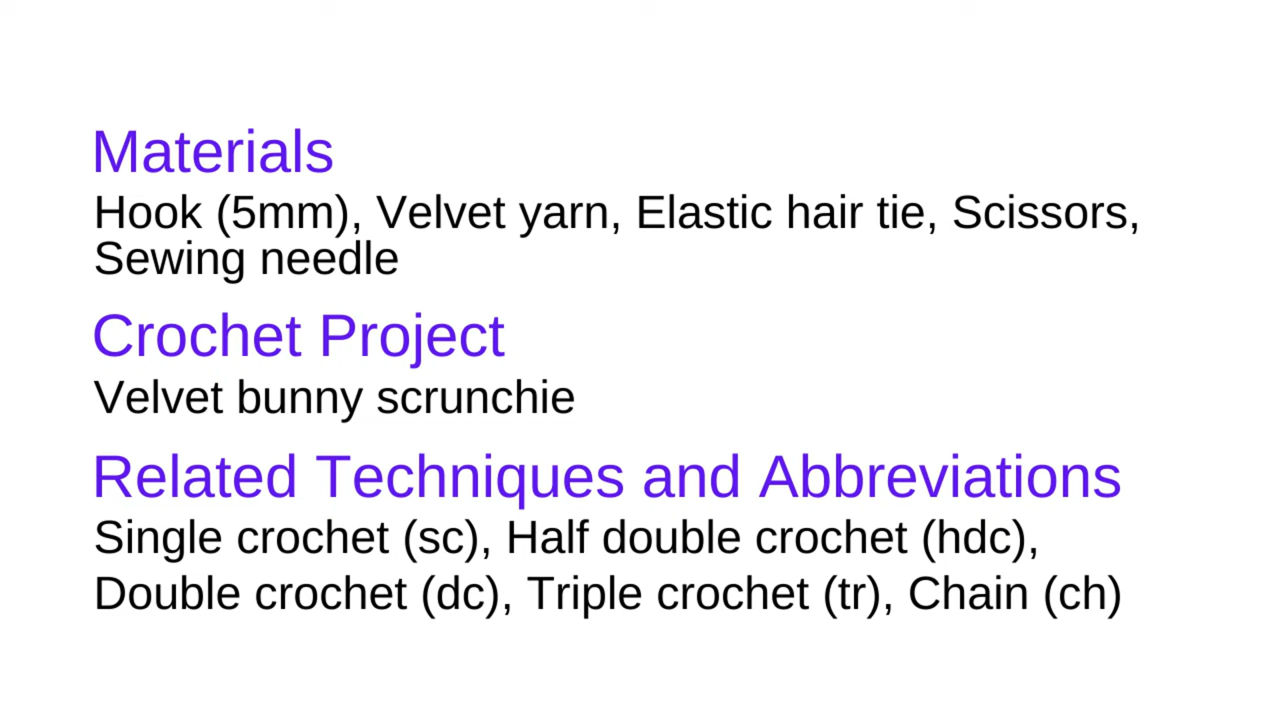 Materials
Hook (5mm), Velvet yarn, Elastic hair tie, Scissors,
Sewing needle
Crochet Project
Velvet bunny scrunchie
Related Techniques and Abbreviations
Single crochet (sc), Half double crochet (hdc),
Double crochet (dc), Triple crochet (tr), Chain (ch)